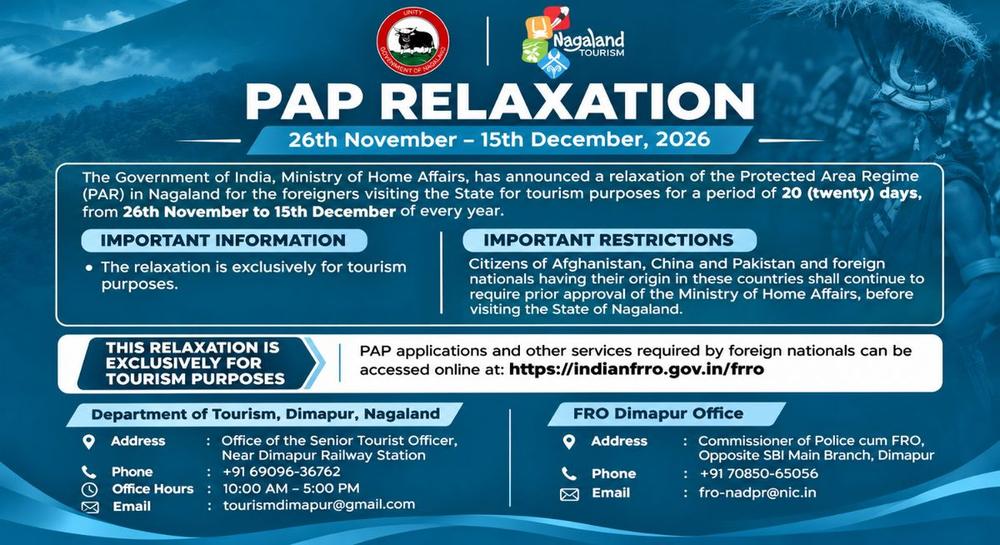 UNITY
GOVERNMENT OF NAGALAND
Nagaland
TOURISM
PAP RELAXATION
26th November – 15th December, 2026
The Government of India, Ministry of Home Affairs, has announced a relaxation of the Protected Area Regime
(PAR) in Nagaland for the foreigners visiting the State for tourism purposes for a period of 20 (twenty) days,
from 26th November to 15th December of every year.
IMPORTANT INFORMATION
• The relaxation is exclusively for tourism
purposes.
IMPORTANT RESTRICTIONS
Citizens of Afghanistan, China and Pakistan and foreign
nationals having their origin in these countries shall continue to
require prior approval of the Ministry of Home Affairs, before
visiting the State of Nagaland.
THIS RELAXATION IS
EXCLUSIVELY FOR
TOURISM PURPOSES
PAP applications and other services required by foreign nationals can be
accessed online at: https://indianfrro.gov.in/frro
Department of Tourism, Dimapur, Nagaland
Address : Office of the Senior Tourist Officer,
Near Dimapur Railway Station
Phone : +91 69096-36762
Office Hours : 10:00 AM – 5:00 PM
Email : tourismdimapur@gmail.com
FRO Dimapur Office
Address : Commissioner of Police cum FRO,
Opposite SBI Main Branch, Dimapur
Phone : +91 70850-65056
Email : fro-nadpr@nic.in